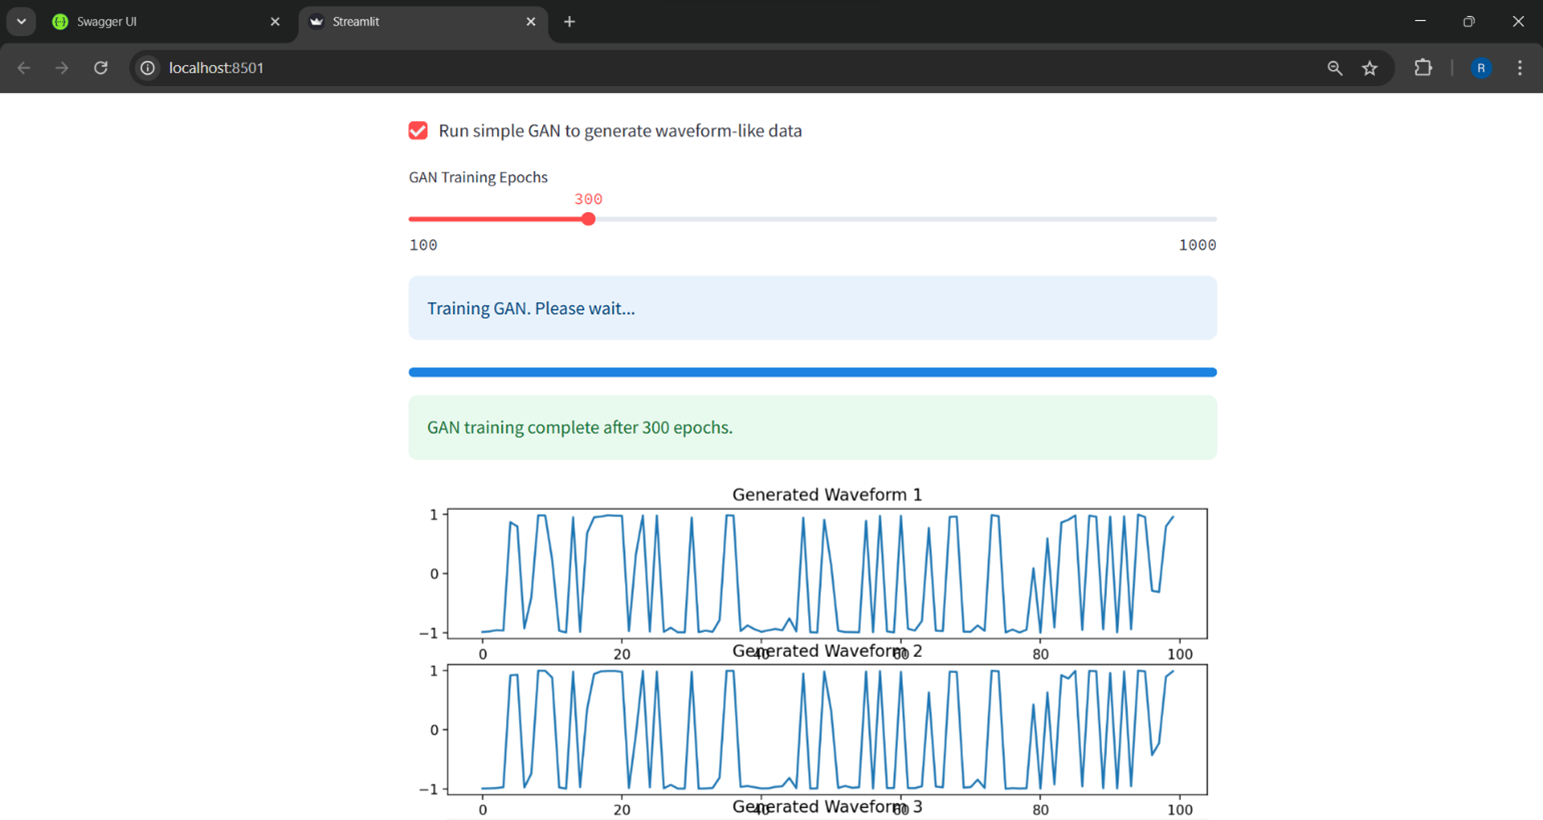 Swagger UI
Streamlit
localhost:8501
R
Run simple GAN to generate waveform-like data
GAN Training Epochs
300
100 1000
Training GAN. Please wait...
GAN training complete after 300 epochs.
Generated Waveform 1
1
0
−1
0 20 40 60 80 100
Generated Waveform 2
1
0
−1
0 20 40 60 80 100
Generated Waveform 3